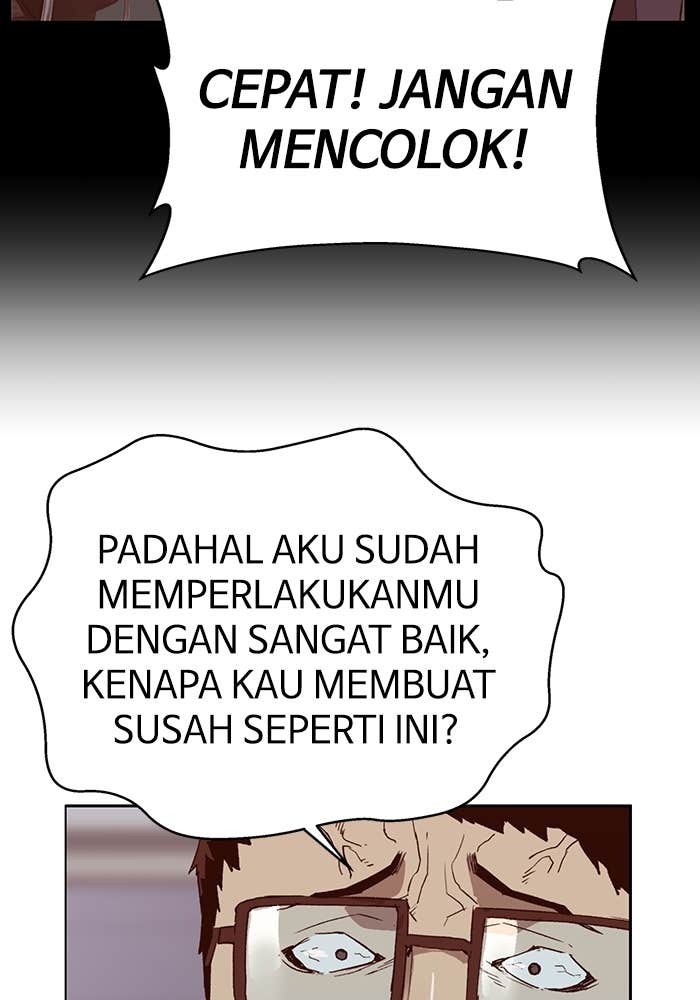 CEPAT! JANGAN
MENCOLOK!
PADAHAL AKU SUDAH
MEMPERLAKUKANMU
DENGAN SANGAT BAIK,
KENAPA KAU MEMBUAT
SUSAH SEPERTI INI?